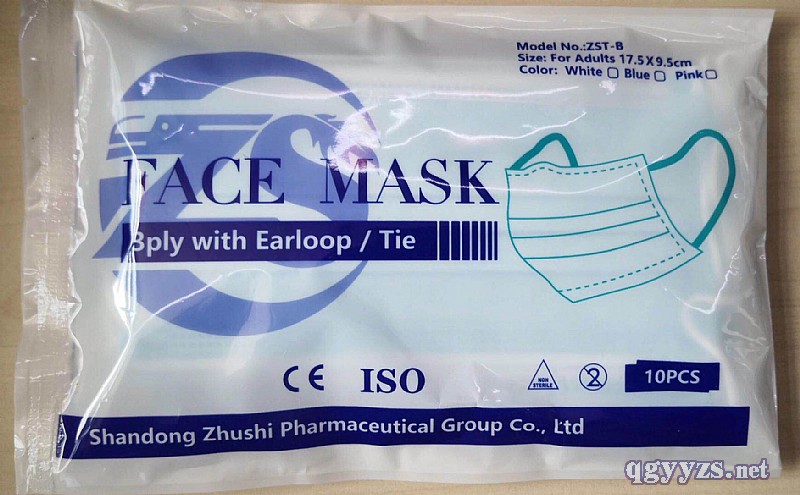 Model No.:ZST-B
Size: For Adults 17.5X9.5cm
Color: White Blue Pink
ZS
FACE MASK
3ply with Earloop / Tie
CE ISO
NON
STERILE
2
10PCS
Shandong Zhushi Pharmaceutical Group Co., Ltd
qgyyzs.net